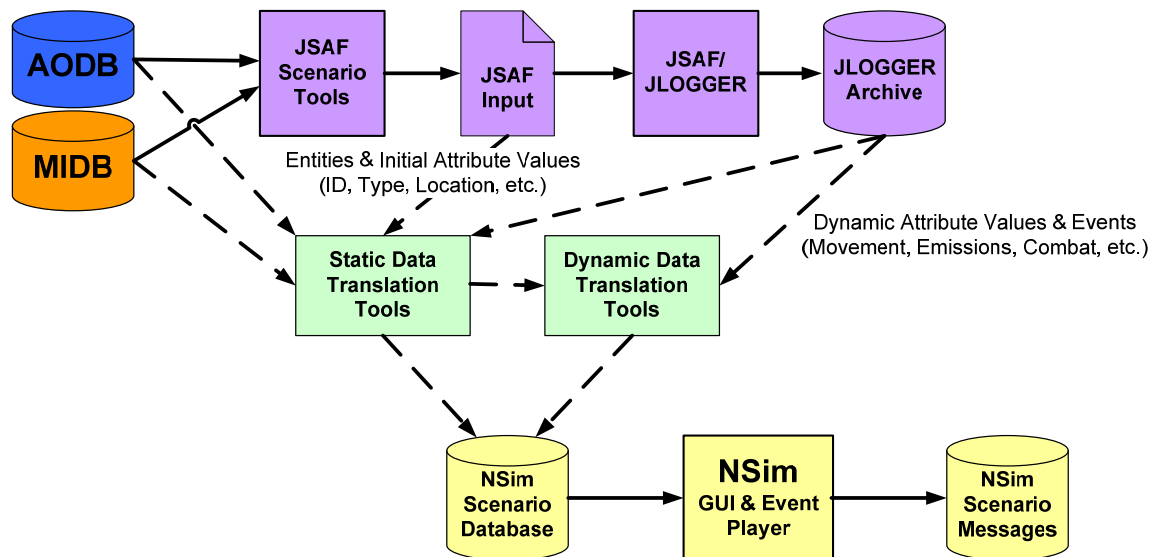 AODB
MIDB
JSAF
Scenario
Tools
JSAF
Input
JSAF/
JLOGGER
JLOGGER
Archive
Entities & Initial Attribute Values
(ID, Type, Location, etc.)
Dynamic Attribute Values & Events
(Movement, Emissions, Combat, etc.)
Static Data
Translation
Tools
Dynamic Data
Translation
Tools
NSim
Scenario
Database
NSim
GUI & Event
Player
NSim
Scenario
Messages